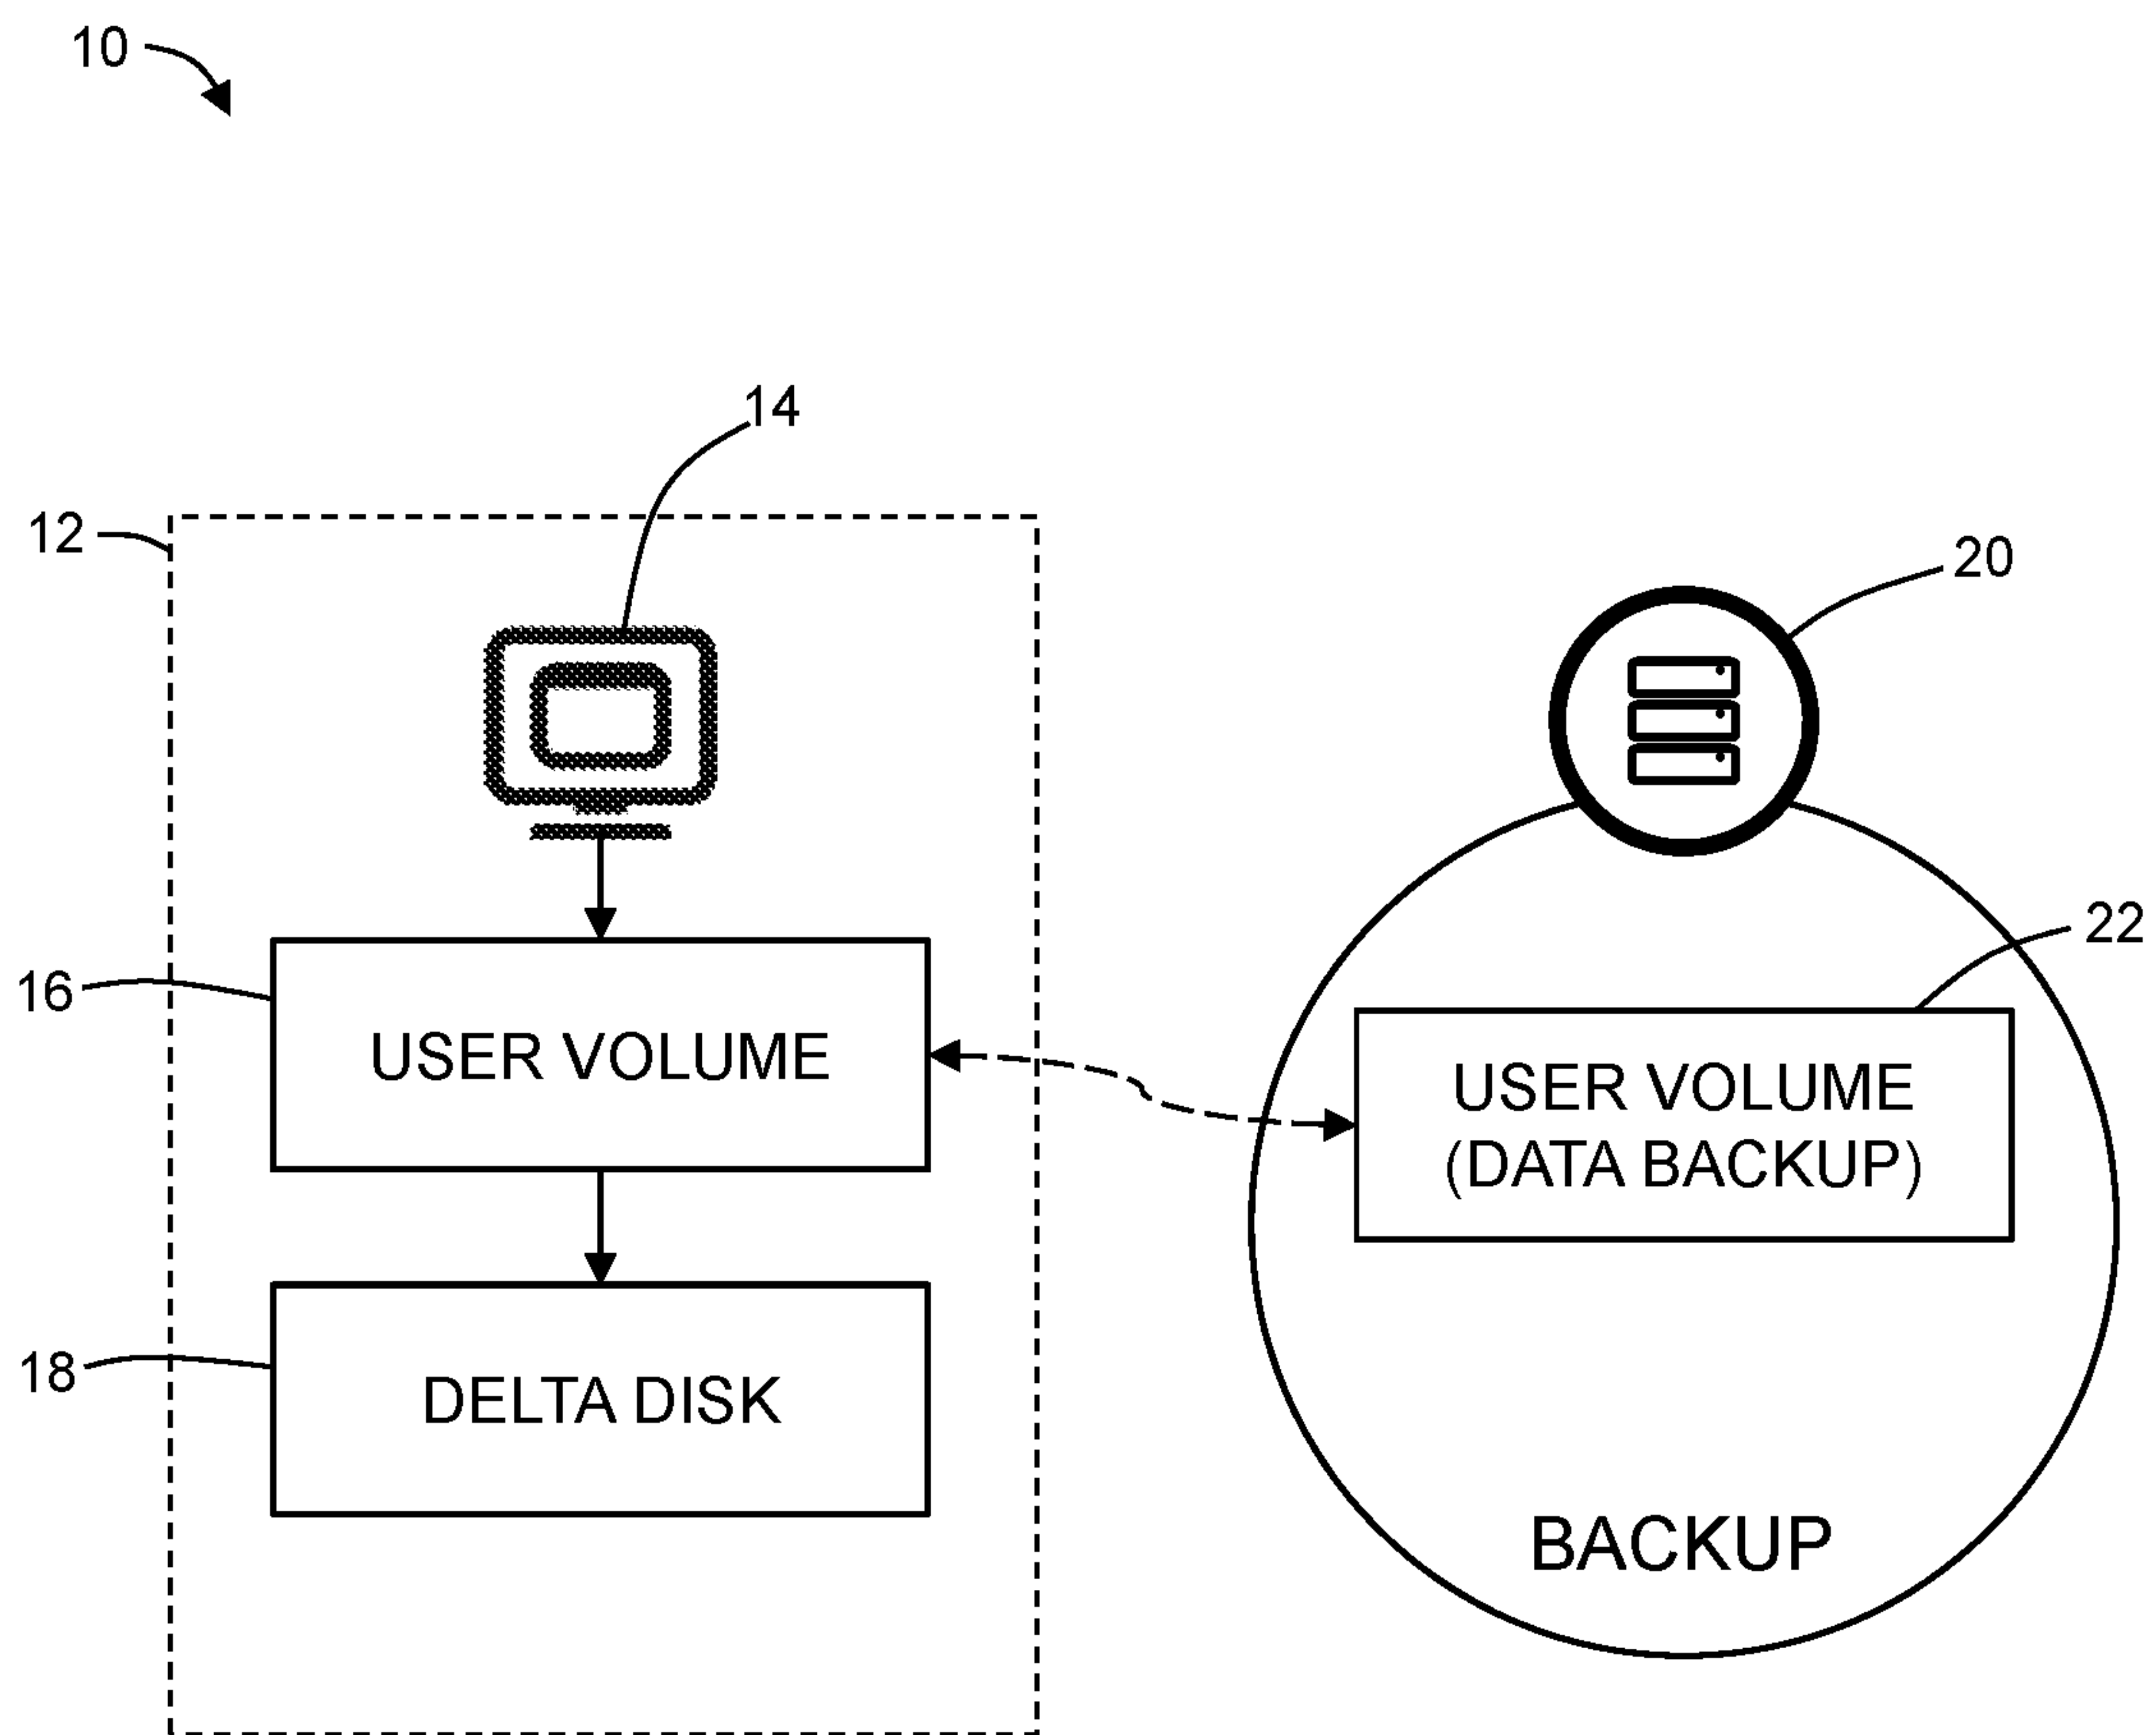 10
14
12
20
22
16
USER VOLUME
USER VOLUME
(DATA BACKUP)
18
DELTA DISK
BACKUP